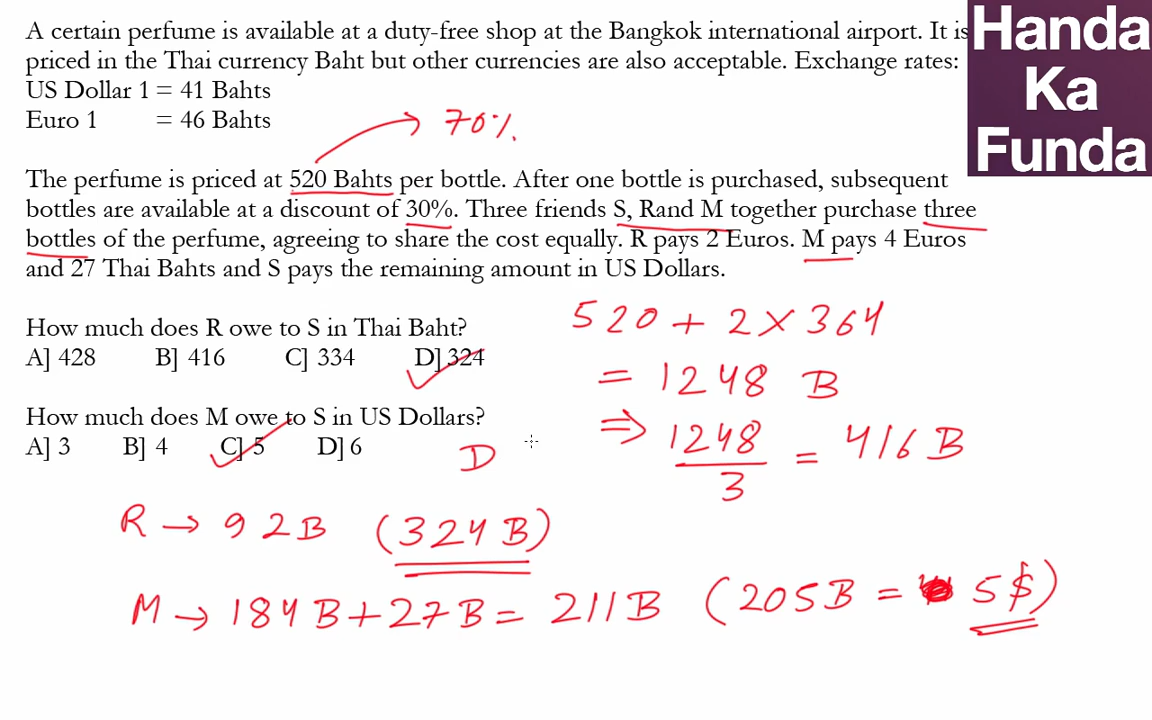 A certain perfume is available at a duty-free shop at the Bangkok international airport. It is
priced in the Thai currency Baht but other currencies are also acceptable. Exchange rates:
US Dollar 1 = 41 Bahts
Euro 1 = 46 Bahts
Handa
Ka
Funda
70%
The perfume is priced at 520 Bahts per bottle. After one bottle is purchased, subsequent
bottles are available at a discount of 30%. Three friends S, Rand M together purchase three
bottles of the perfume, agreeing to share the cost equally. R pays 2 Euros. M pays 4 Euros
and 27 Thai Bahts and S pays the remaining amount in US Dollars.
How much does R owe to S in Thai Baht?
A] 428 B] 416 C] 334 D] 324
How much does M owe to S in US Dollars?
A] 3 B] 4 C] 5 D] 6
520 + 2 × 364
= 1248 B
⇒ 1248/3 = 416 B
D
R → 92B (324 B)
M → 184B + 27B = 211B (205B = 5$)